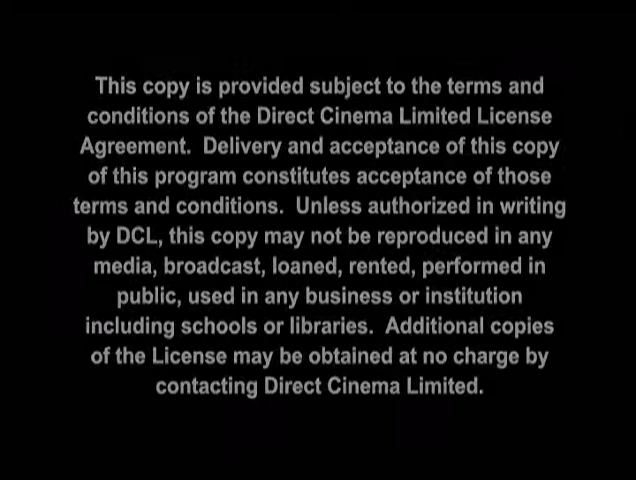 This copy is provided subject to the terms and
conditions of the Direct Cinema Limited License
Agreement.  Delivery and acceptance of this copy
of this program constitutes acceptance of those
terms and conditions.  Unless authorized in writing
by DCL, this copy may not be reproduced in any
media, broadcast, loaned, rented, performed in
public, used in any business or institution
including schools or libraries.  Additional copies
of the License may be obtained at no charge by
contacting Direct Cinema Limited.